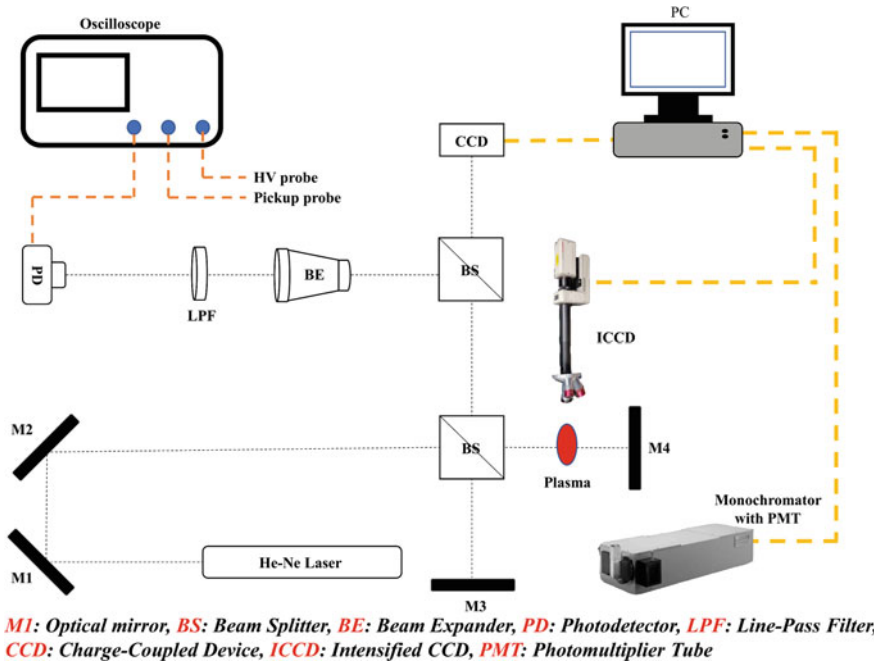 Oscilloscope
PC
CCD
HV probe
Pickup probe
PD
LPF
BE
BS
ICCD
M2
BS
Plasma
M4
Monochromator
with PMT
M1
He-Ne Laser
M3
M1: Optical mirror, BS: Beam Splitter, BE: Beam Expander, PD: Photodetector, LPF: Line-Pass Filter,
CCD: Charge-Coupled Device, ICCD: Intensified CCD, PMT: Photomultiplier Tube